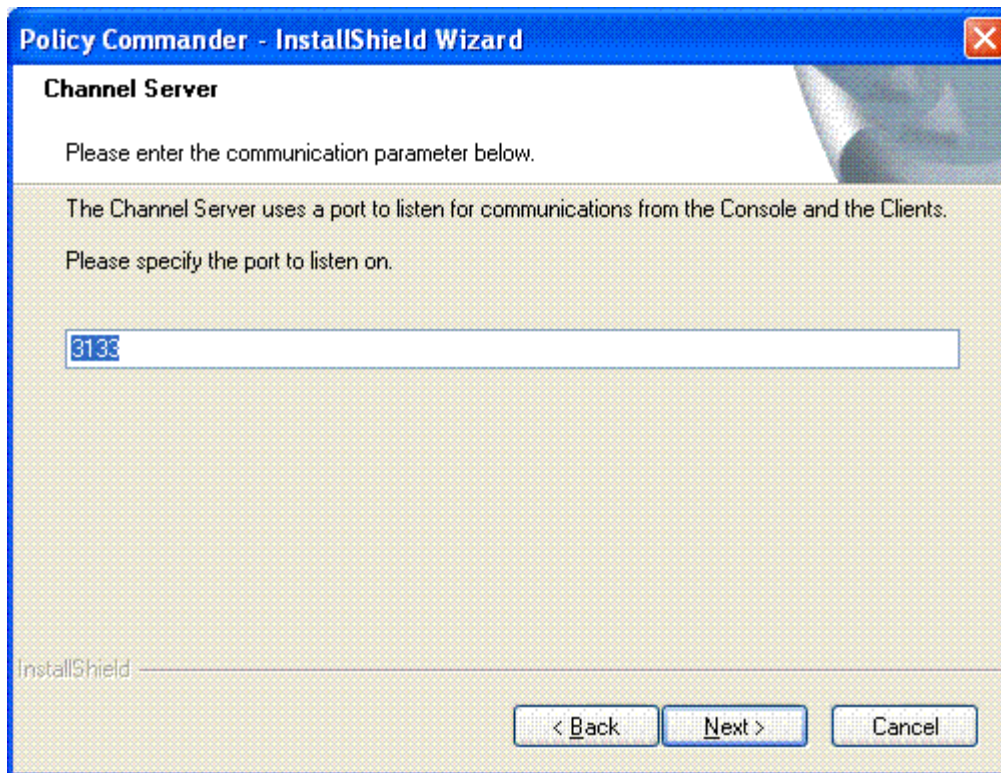 Policy Commander - InstallShield Wizard
Channel Server
Please enter the communication parameter below.
The Channel Server uses a port to listen for communications from the Console and the Clients.
Please specify the port to listen on.
3133
InstallShield
< Back
Next >
Cancel